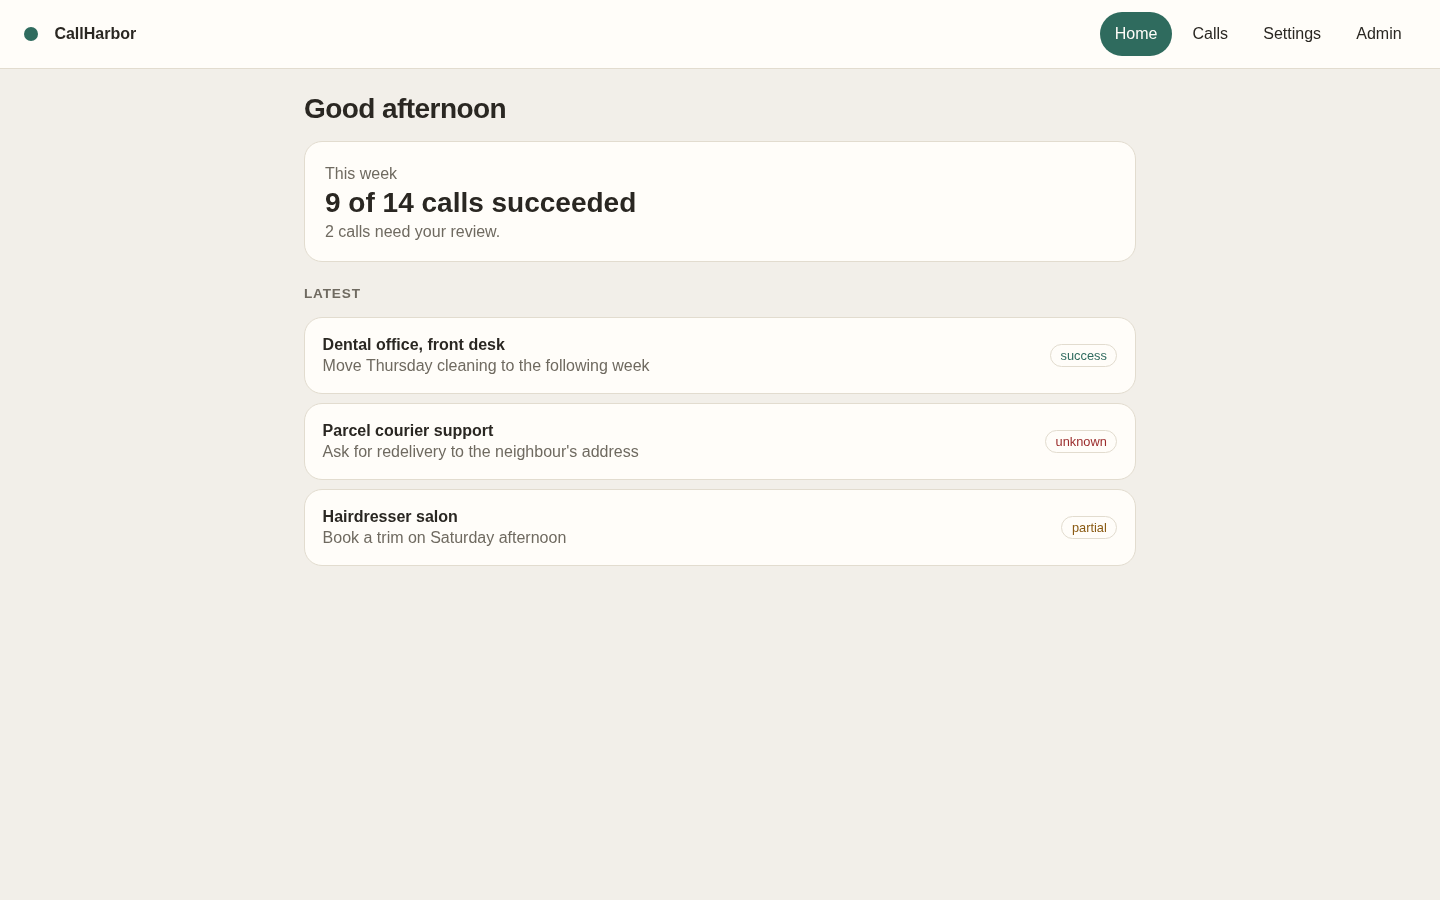 CallHarbor
Home
Calls
Settings
Admin
Good afternoon
This week
9 of 14 calls succeeded
2 calls need your review.
LATEST
Dental office, front desk
Move Thursday cleaning to the following week
success
Parcel courier support
Ask for redelivery to the neighbour's address
unknown
Hairdresser salon
Book a trim on Saturday afternoon
partial